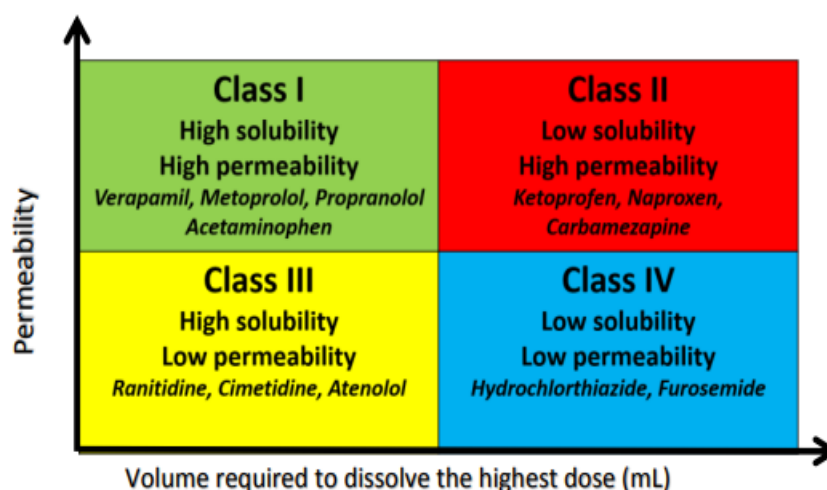 Permeability
Class I
High solubility
High permeability
Verapamil, Metoprolol, Propranolol
Acetaminophen
Class II
Low solubility
High permeability
Ketoprofen, Naproxen,
Carbamezapine
Class III
High solubility
Low permeability
Ranitidine, Cimetidine, Atenolol
Class IV
Low solubility
Low permeability
Hydrochlorthiazide, Furosemide
Volume required to dissolve the highest dose (mL)